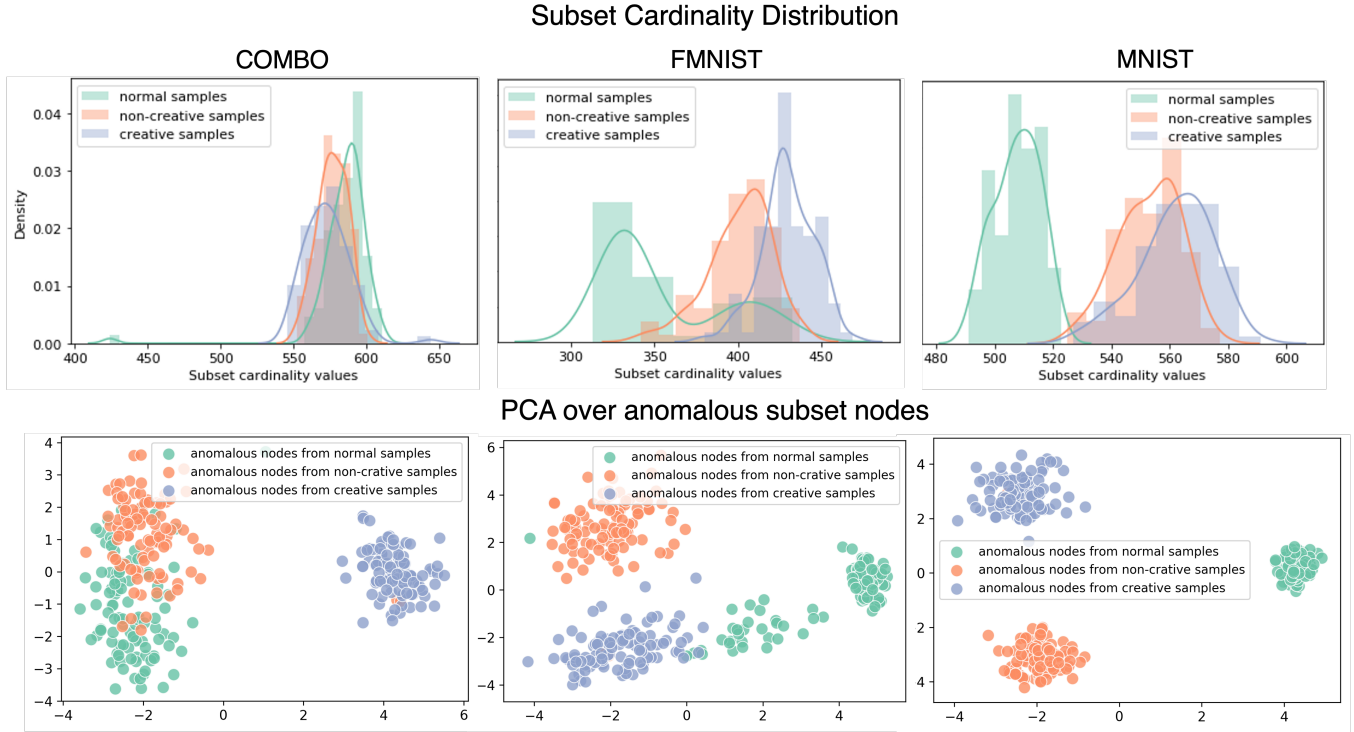 Subset Cardinality Distribution
COMBO
FMNIST
MNIST
normal samples
non-creative samples
creative samples
0.04
0.03
0.02
0.01
0.00
Density
400 450 500 550 600 650
Subset cardinality values
normal samples
non-creative samples
creative samples
300 350 400 450
Subset cardinality values
normal samples
non-creative samples
creative samples
480 500 520 540 560 580 600
Subset cardinality values
PCA over anomalous subset nodes
anomalous nodes from normal samples
anomalous nodes from non-crative samples
anomalous nodes from creative samples
4
3
2
1
0
−1
−2
−3
−4
−4 −2 0 2 4 6
anomalous nodes from normal samples
anomalous nodes from non-crative samples
anomalous nodes from creative samples
6
4
2
0
−2
−4
−4 −2 0 2 4
anomalous nodes from normal samples
anomalous nodes from non-crative samples
anomalous nodes from creative samples
4
2
0
2
4
−4 −2 0 2 4